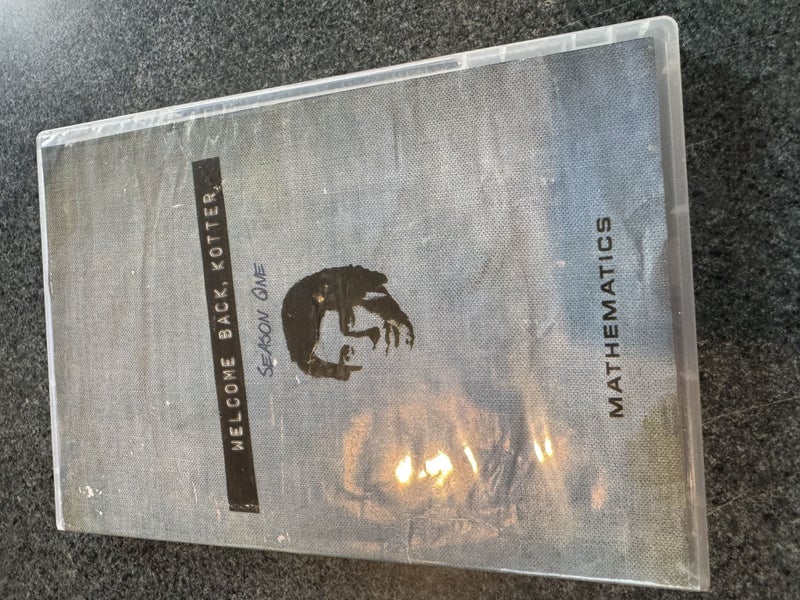 WELCOME BACK, KOTTER,
SEASON ONE
MATHEMATICS